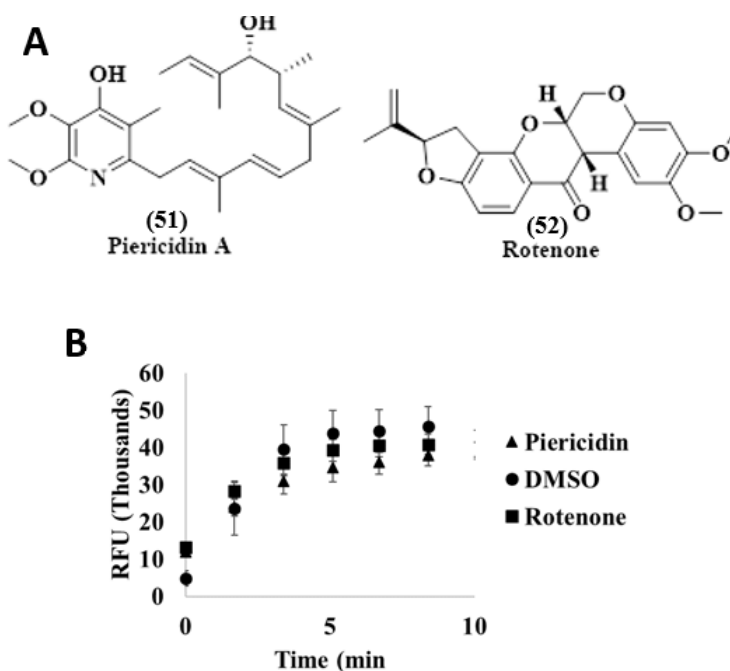 A
OH
OH
O
O
N
(51)
Piericidin A
H
O
O
O
H
O
O
O
(52)
Rotenone
B
60
50
40
30
20
10
0
RFU (Thousands)
0
5
10
Time (min
Piericidin
DMSO
Rotenone